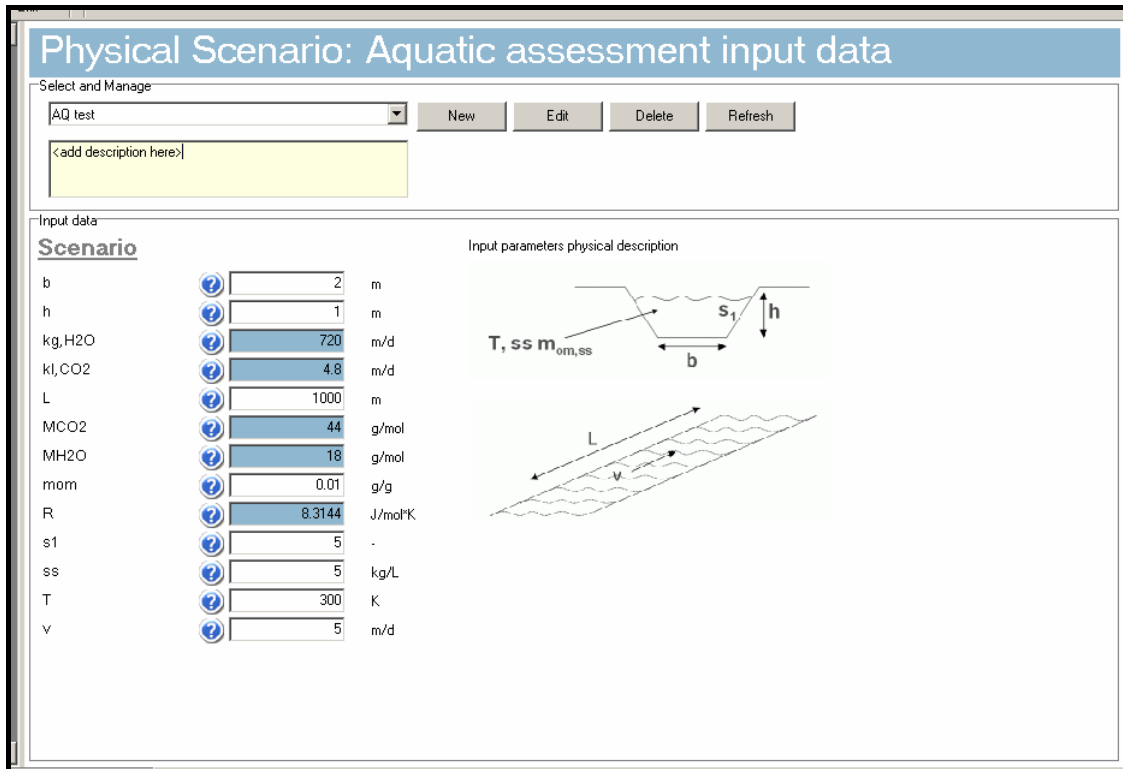 Physical Scenario: Aquatic assessment input data
Select and Manage
AQ test
New Edit Delete Refresh
<add description here>
Input data
Scenario
Input parameters physical description
b ? 2 m
h ? 1 m
kg,H2O ? 720 m/d
kl,CO2 ? 4.8 m/d
L ? 1000 m
MCO2 ? 44 g/mol
MH2O ? 18 g/mol
mom ? 0.01 g/g
R ? 8.3144 J/mol*K
s1 ? 5 -
ss ? 5 kg/L
T ? 300 K
v ? 5 m/d
s1 h
T, ss mom,ss
b
L
v